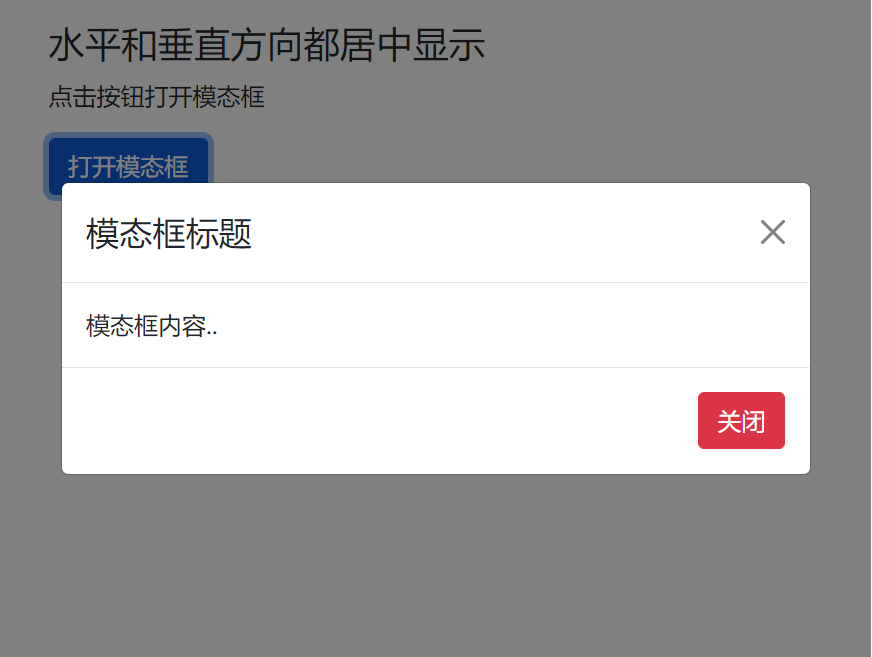 水平和垂直方向都居中显示
点击按钮打开模态框
打开模态框
模态框标题
模态框内容..
关闭